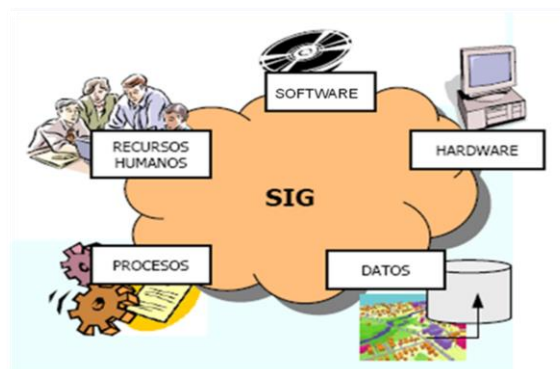 SOFTWARE
RECURSOS
HUMANOS
HARDWARE
SIG
PROCESOS
DATOS